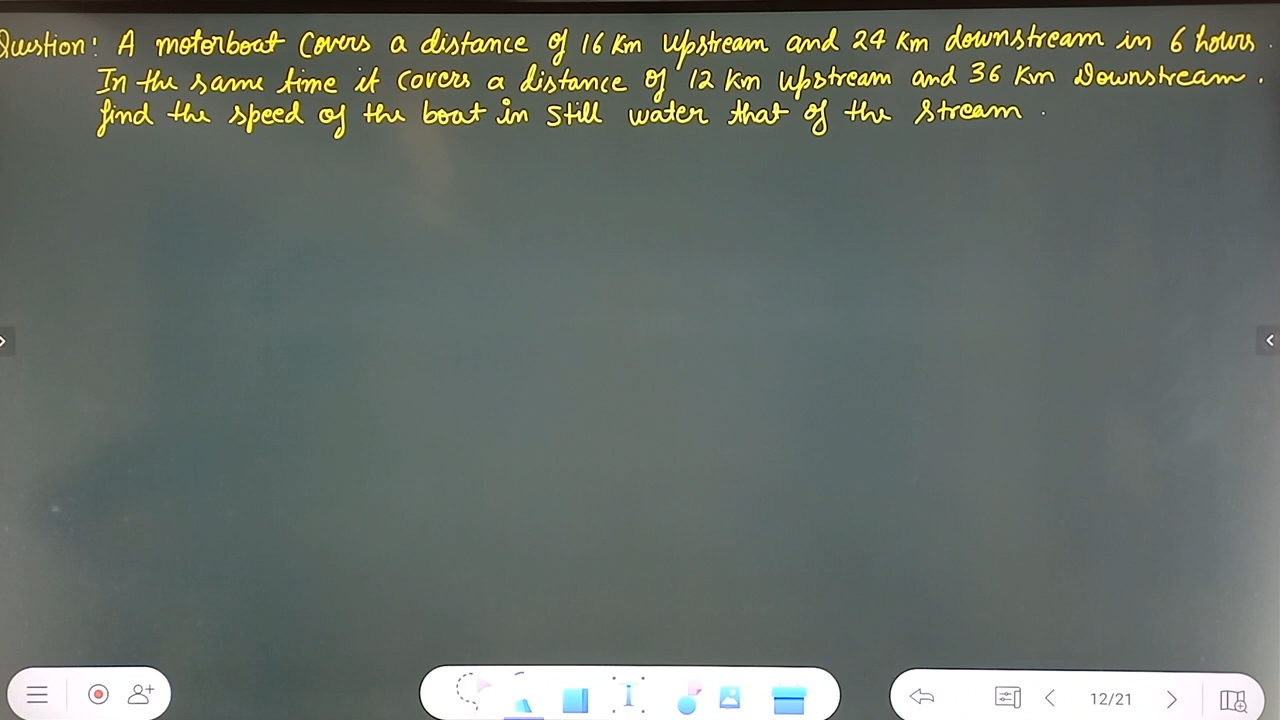 Question: A motorboat covers a distance of 16 Km upstream and 24 Km downstream in 6 hours.
In the same time it covers a distance of 12 Km upstream and 36 Km Downstream.
find the speed of the boat in still water that of the stream.
12/21